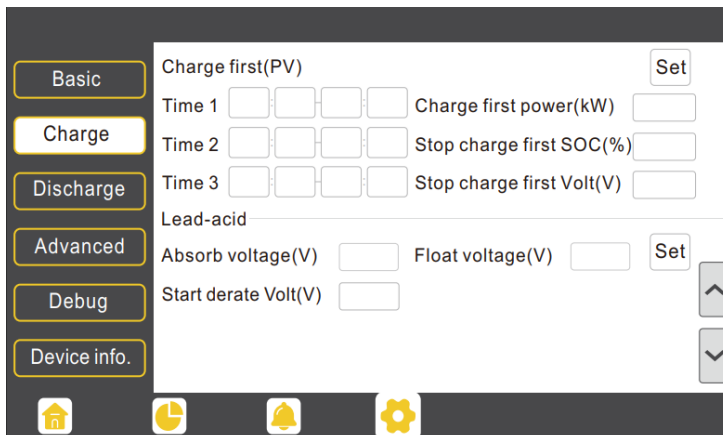 Basic
Charge
Discharge
Advanced
Debug
Device info.
Charge first(PV) Set
Time 1 : - : Charge first power(kW)
Time 2 : - : Stop charge first SOC(%)
Time 3 : - : Stop charge first Volt(V)
Lead-acid
Absorb voltage(V) Float voltage(V) Set
Start derate Volt(V)